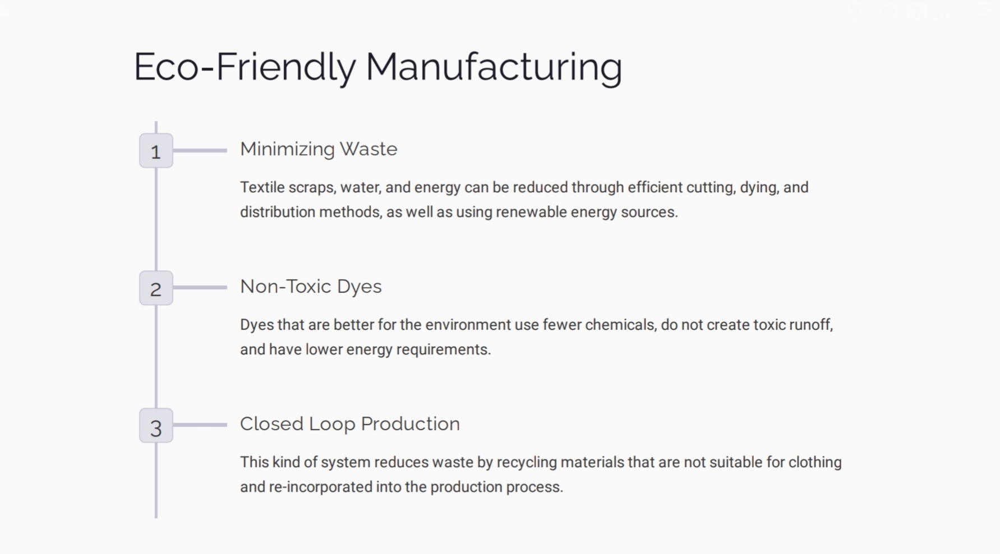 Eco-Friendly Manufacturing
1
Minimizing Waste
Textile scraps, water, and energy can be reduced through efficient cutting, dying, and
distribution methods, as well as using renewable energy sources.
2
Non-Toxic Dyes
Dyes that are better for the environment use fewer chemicals, do not create toxic runoff,
and have lower energy requirements.
3
Closed Loop Production
This kind of system reduces waste by recycling materials that are not suitable for clothing
and re-incorporated into the production process.